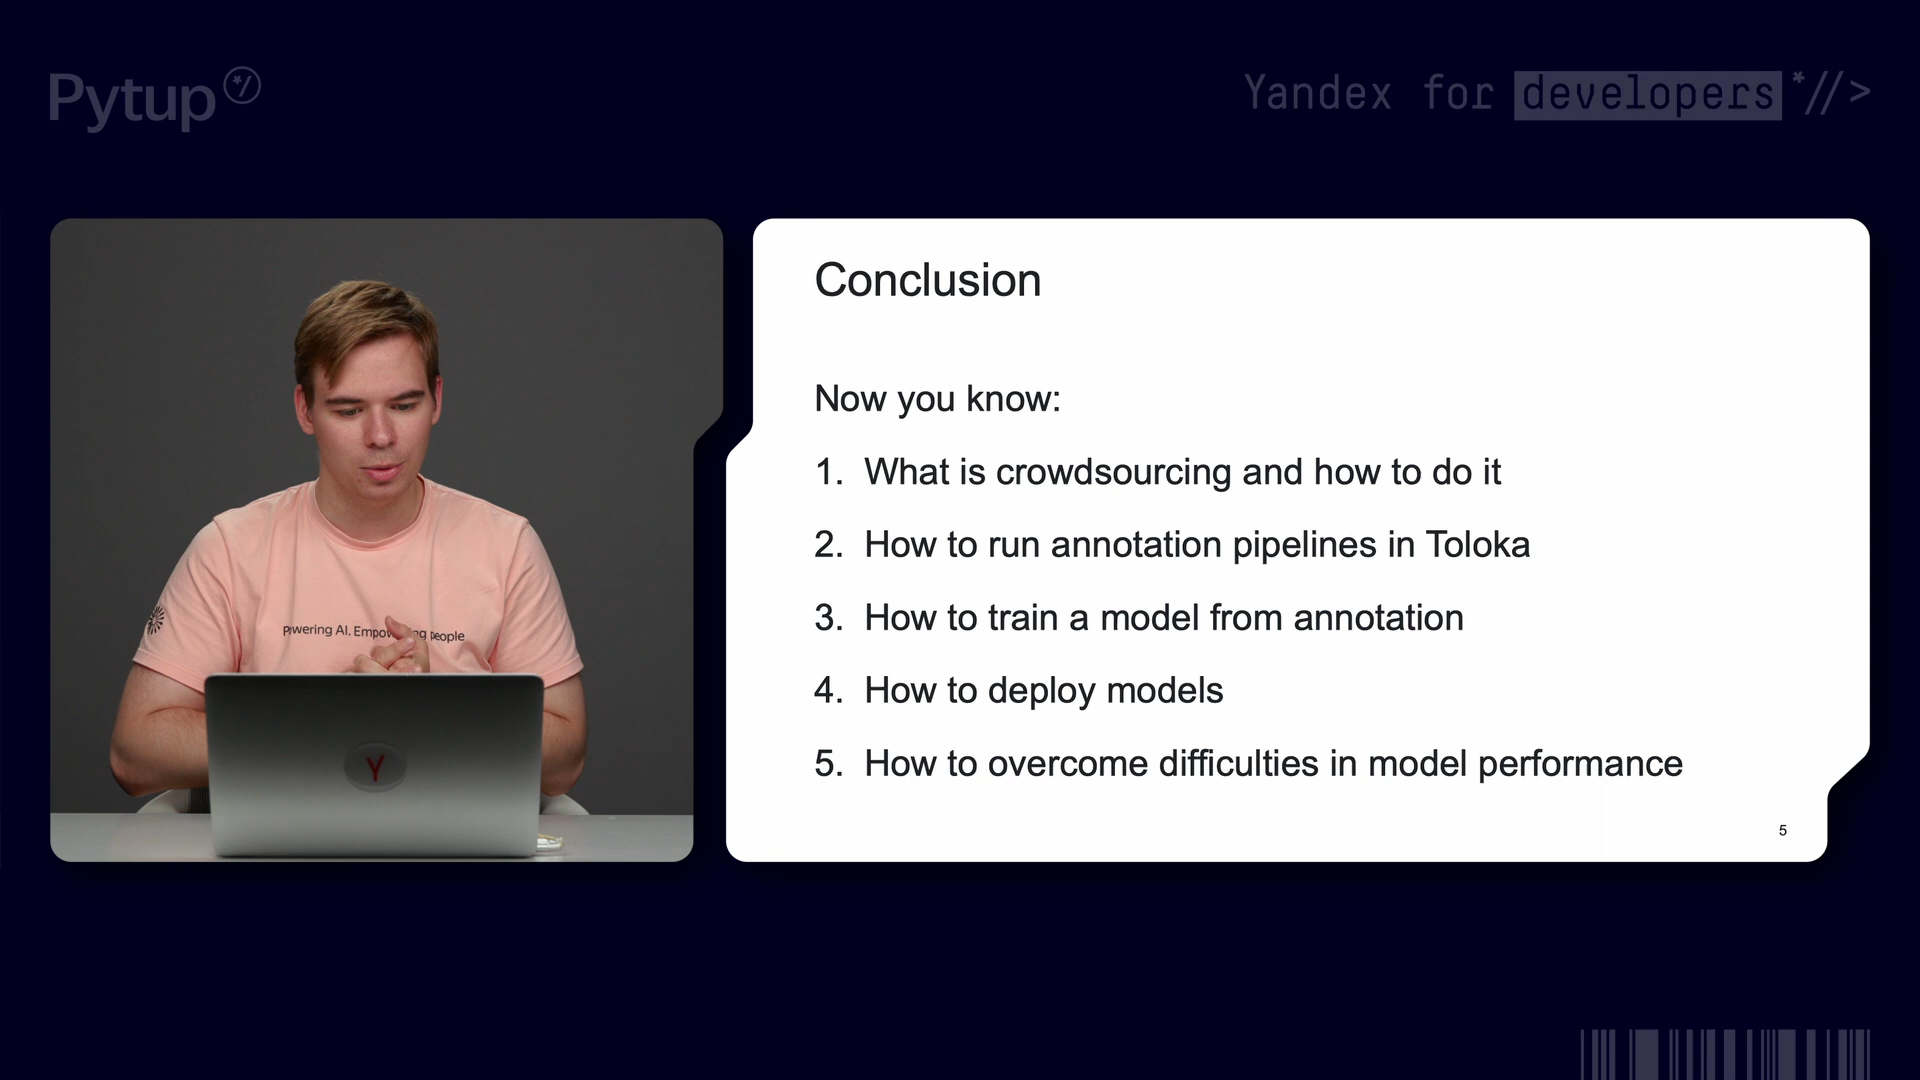 Pytup */
Yandex for developers *//>
Conclusion
Now you know:
1. What is crowdsourcing and how to do it
2. How to run annotation pipelines in Toloka
3. How to train a model from annotation
4. How to deploy models
5. How to overcome difficulties in model performance
5
AI. people
Y